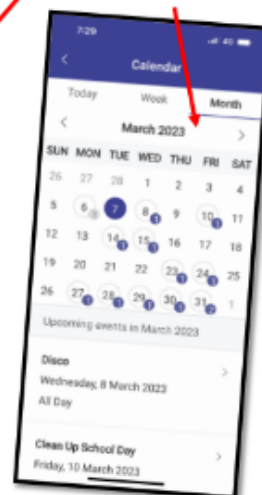 7:29
4G
Calendar
Today Week Month
March 2023
SUN MON TUE WED THU FRI SAT
26 27 28 1 2 3 4
5 6 7 8 9 10 11
12 13 14 15 16 17 18
19 20 21 22 23 24 25
26 27 28 29 30 31 1
Upcoming events in March 2023
Disco
Wednesday, 8 March 2023
All Day
Clean Up School Day
Friday, 10 March 2023